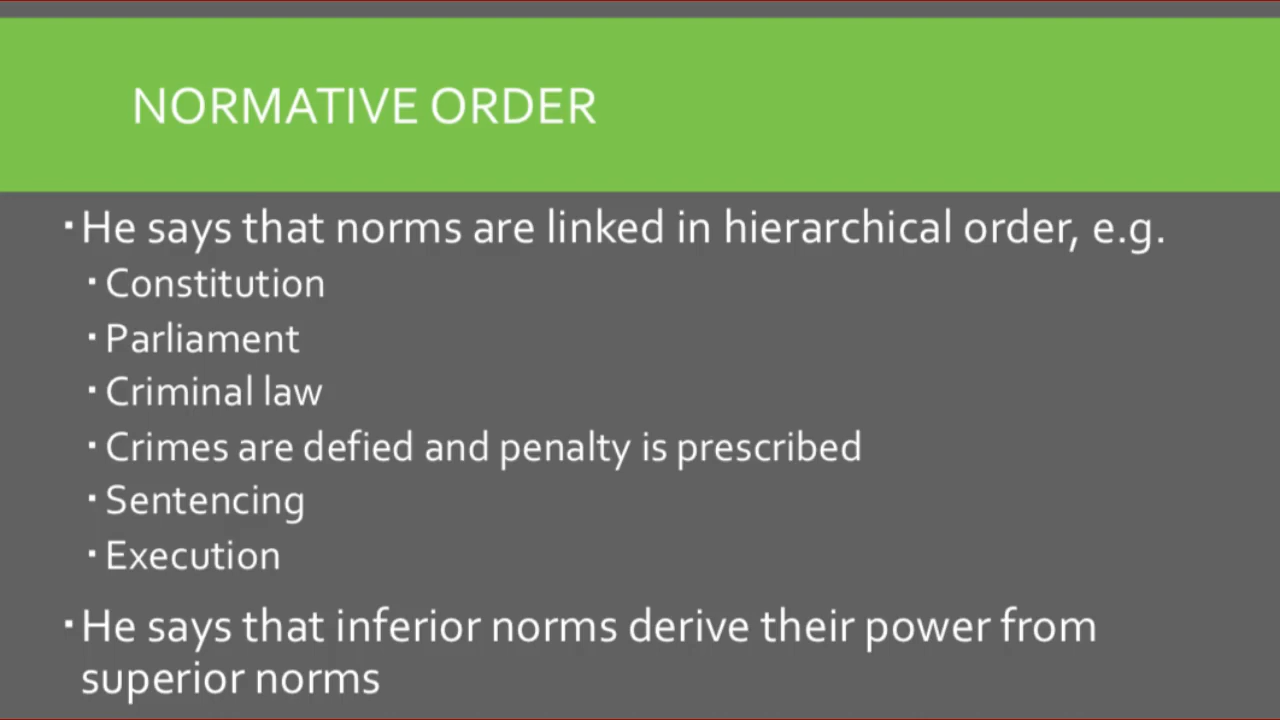 NORMATIVE ORDER
▪ He says that norms are linked in hierarchical order, e.g.
▪ Constitution
▪ Parliament
▪ Criminal law
▪ Crimes are defied and penalty is prescribed
▪ Sentencing
▪ Execution
▪ He says that inferior norms derive their power from
superior norms